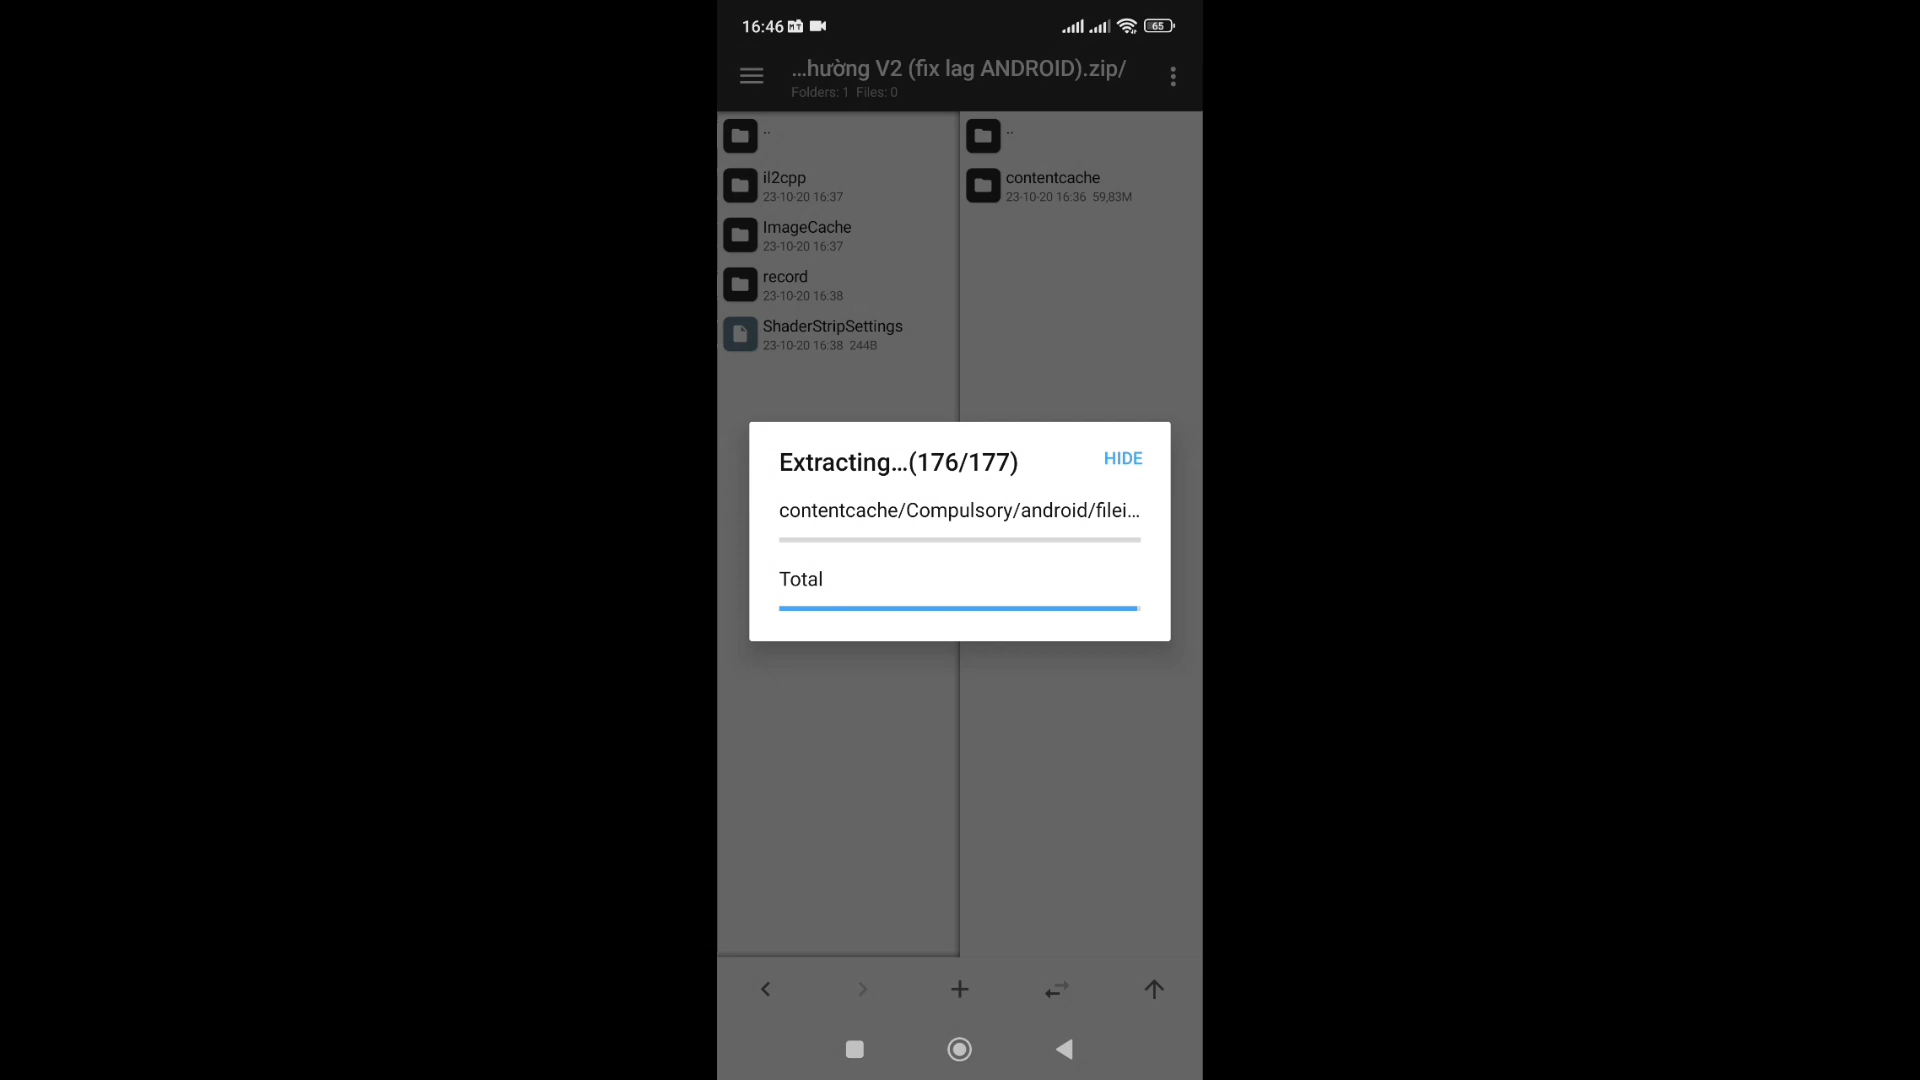 16:46
65
...hường V2 (fix lag ANDROID).zip/
Folders: 1 Files: 0
..
il2cpp
23-10-20 16:37
ImageCache
23-10-20 16:37
record
23-10-20 16:38
ShaderStripSettings
23-10-20 16:38 244B
..
contentcache
23-10-20 16:36 59,83M
Extracting...(176/177)
HIDE
contentcache/Compulsory/android/filei...
Total